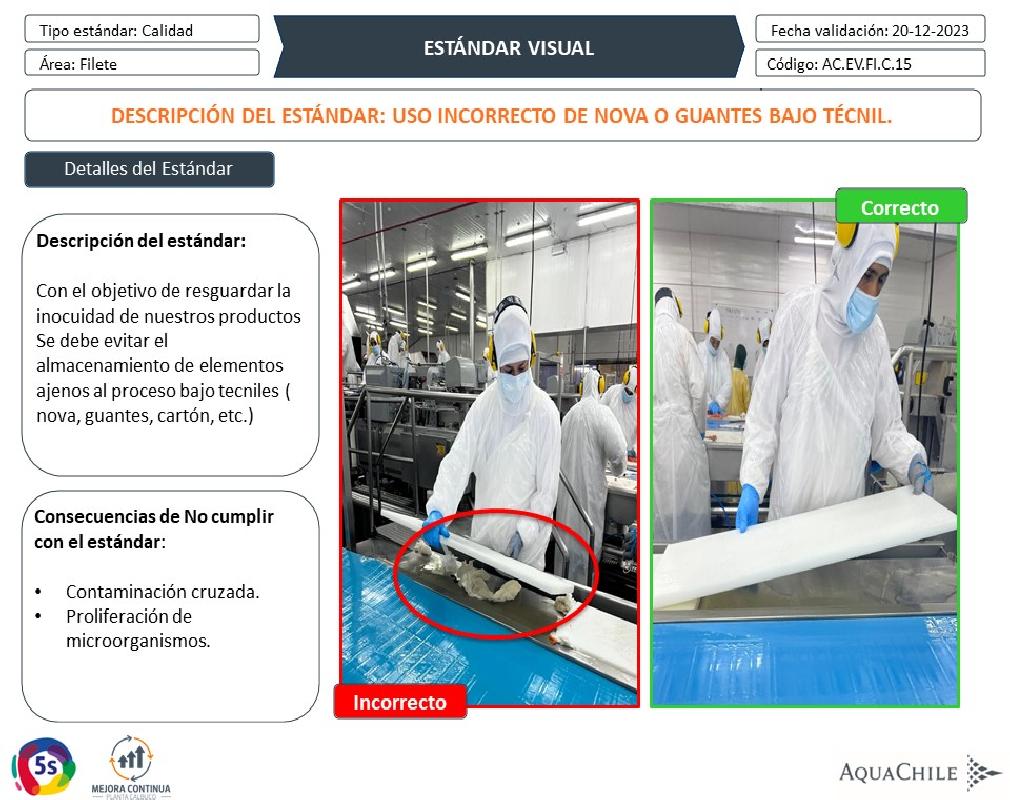 Tipo estándar: Calidad
Área: Filete
ESTÁNDAR VISUAL
Fecha validación: 20-12-2023
Código: AC.EV.FI.C.15
DESCRIPCIÓN DEL ESTÁNDAR: USO INCORRECTO DE NOVA O GUANTES BAJO TÉCNIL.
Detalles del Estándar
Descripción del estándar:
Con el objetivo de resguardar la
inocuidad de nuestros productos
Se debe evitar el
almacenamiento de elementos
ajenos al proceso bajo tecniles (
nova, guantes, cartón, etc.)
Consecuencias de No cumplir
con el estándar:
• Contaminación cruzada.
• Proliferación de
microorganismos.
Incorrecto
Correcto
5s
MEJORA CONTINUA
PLANTA CALBUCO
AQUACHILE